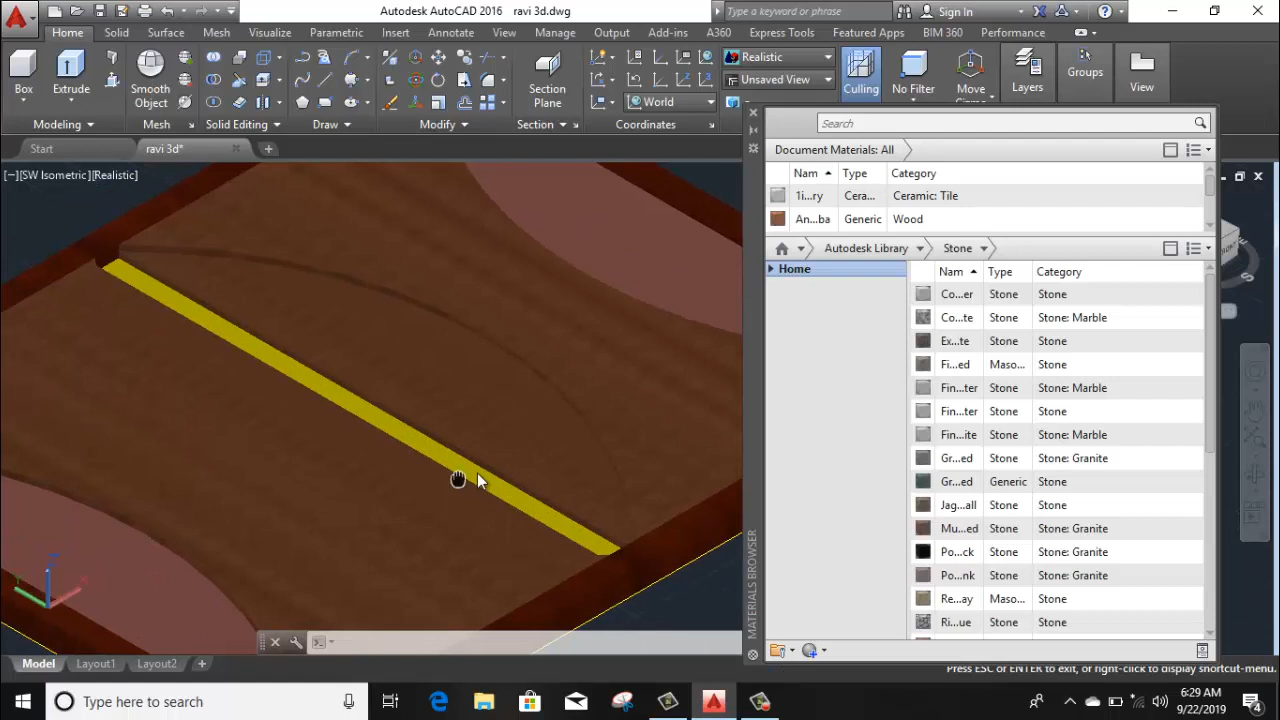 Autodesk AutoCAD 2016 ravi 3d.dwg
Type a keyword or phrase
Sign In
Home Solid Surface Mesh Visualize Parametric Insert Annotate View Manage Output Add-ins A360 Express Tools Featured Apps BIM 360 Performance
Box
Extrude
Smooth
Object
Section
Plane
Realistic
Unsaved View
World
Culling
No Filter
Move
Gizmo
Layers
Groups
View
Modeling
Mesh
Solid Editing
Draw
Modify
Section
Coordinates
Start
ravi 3d*
[−][SW Isometric][Realistic]
Search
Document Materials: All
Nam Type Category
1i...ry Cera... Ceramic: Tile
An...ba Generic Wood
Autodesk Library Stone
Home
Nam Type Category
Co...er Stone Stone
Co...te Stone Stone: Marble
Ex...te Stone Stone
Fi...ed Maso... Stone
Fin...ter Stone Stone: Marble
Fin...ter Stone Stone
Fin...ite Stone Stone: Marble
Gr...ed Stone Stone: Granite
Gr...ed Generic Stone
Jag...all Stone Stone
Mu...ed Stone Stone: Granite
Po...ck Stone Stone: Granite
Po...nk Stone Stone: Granite
Re...ay Maso... Stone
Ri...ue Stone Stone
MATERIALS BROWSER
Model Layout1 Layout2
Press ESC or ENTER to exit, or right-click to display shortcut-menu.
Type here to search
6:29 AM
9/22/2019
4